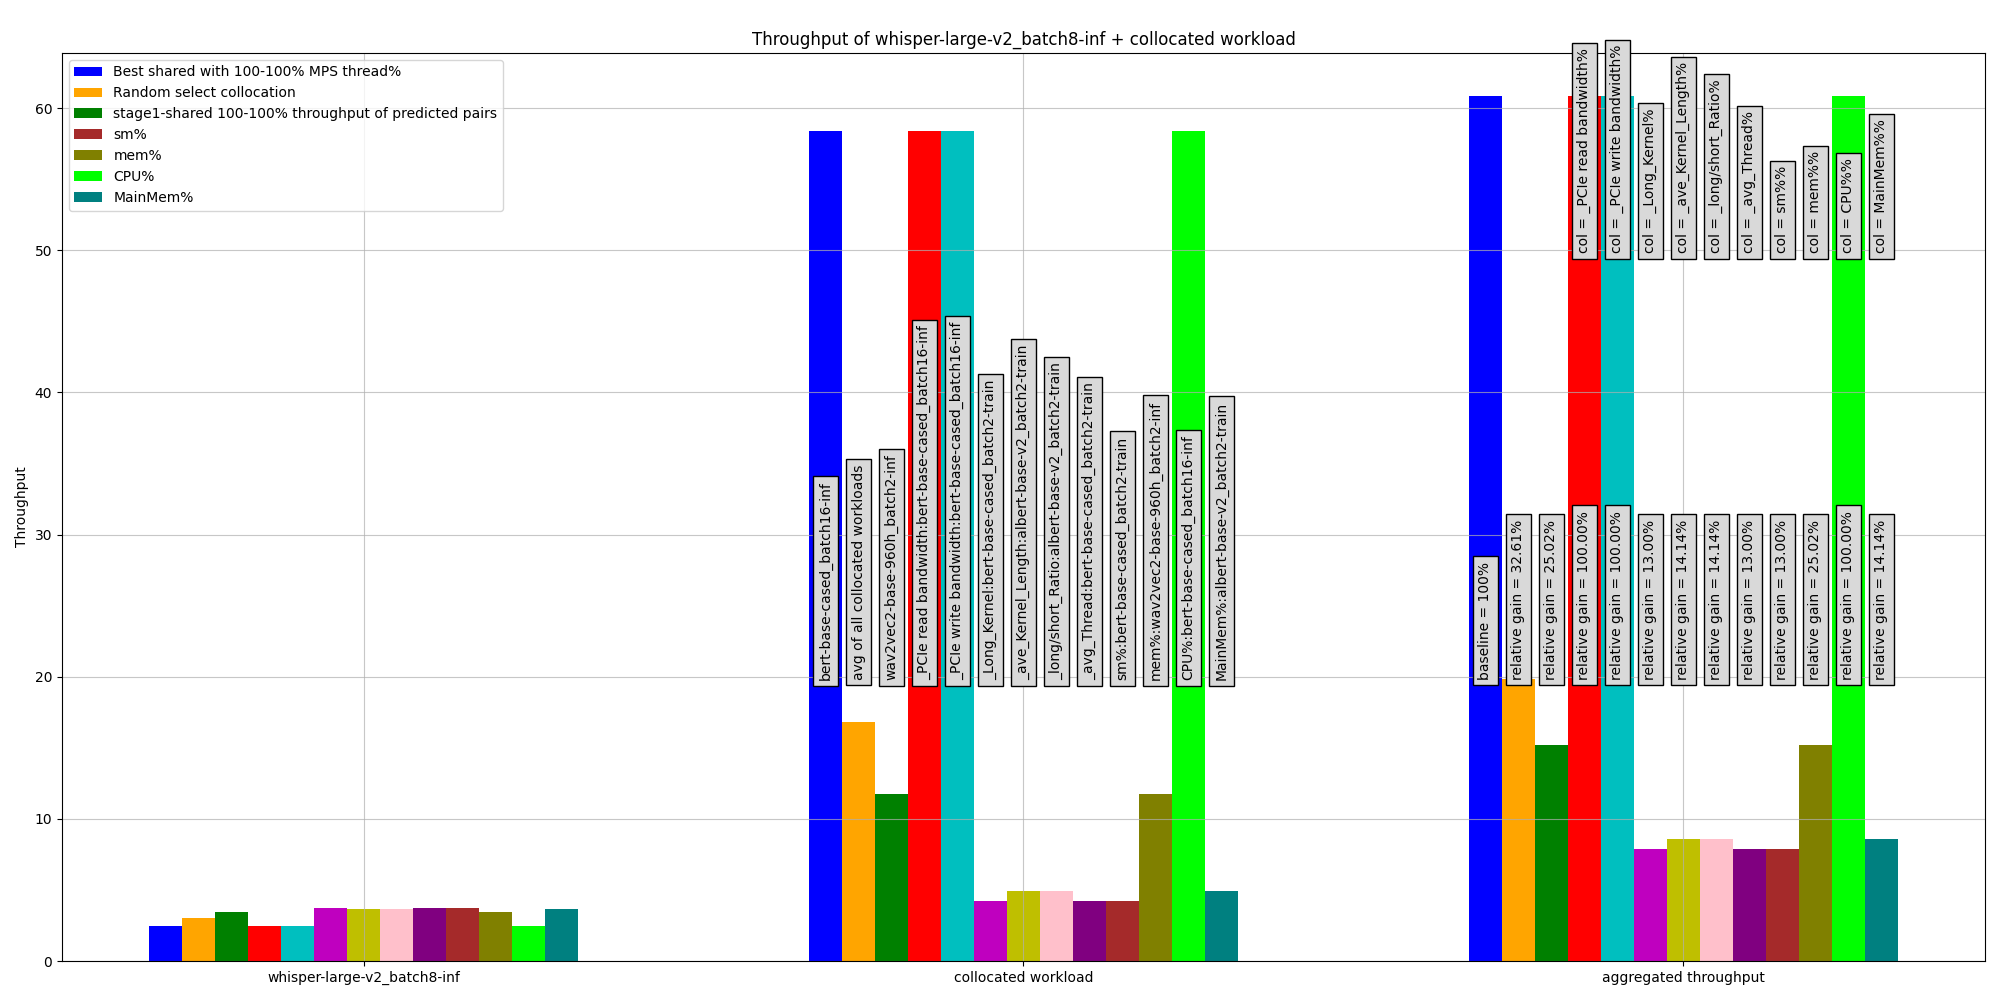 Throughput of whisper-large-v2_batch8-inf + collocated workload
Best shared with 100-100% MPS thread%
Random select collocation
stage1-shared 100-100% throughput of predicted pairs
sm%
mem%
CPU%
MainMem%
Throughput
60
50
40
30
20
10
0
bert-base-cased_batch16-inf
avg of all collocated workloads
wav2vec2-base-960h_batch2-inf
_PCIe read bandwidth:bert-base-cased_batch16-inf
_PCIe write bandwidth:bert-base-cased_batch16-inf
_Long_Kernel:bert-base-cased_batch2-train
_ave_Kernel_Length:albert-base-v2_batch2-train
_long/short_Ratio:albert-base-v2_batch2-train
_avg_Thread:bert-base-cased_batch2-train
sm%:bert-base-cased_batch2-train
mem%:wav2vec2-base-960h_batch2-inf
CPU%:bert-base-cased_batch16-inf
MainMem%:albert-base-v2_batch2-train
col = _PCIe read bandwidth%
col = _PCIe write bandwidth%
col = _Long_Kernel%
col = _ave_Kernel_Length%
col = _long/short_Ratio%
col = _avg_Thread%
col = sm%%
col = mem%%
col = CPU%%
col = MainMem%%
baseline = 100%
relative gain = 32.61%
relative gain = 25.02%
relative gain = 100.00%
relative gain = 100.00%
relative gain = 13.00%
relative gain = 14.14%
relative gain = 14.14%
relative gain = 13.00%
relative gain = 13.00%
relative gain = 25.02%
relative gain = 100.00%
relative gain = 14.14%
whisper-large-v2_batch8-inf
collocated workload
aggregated throughput